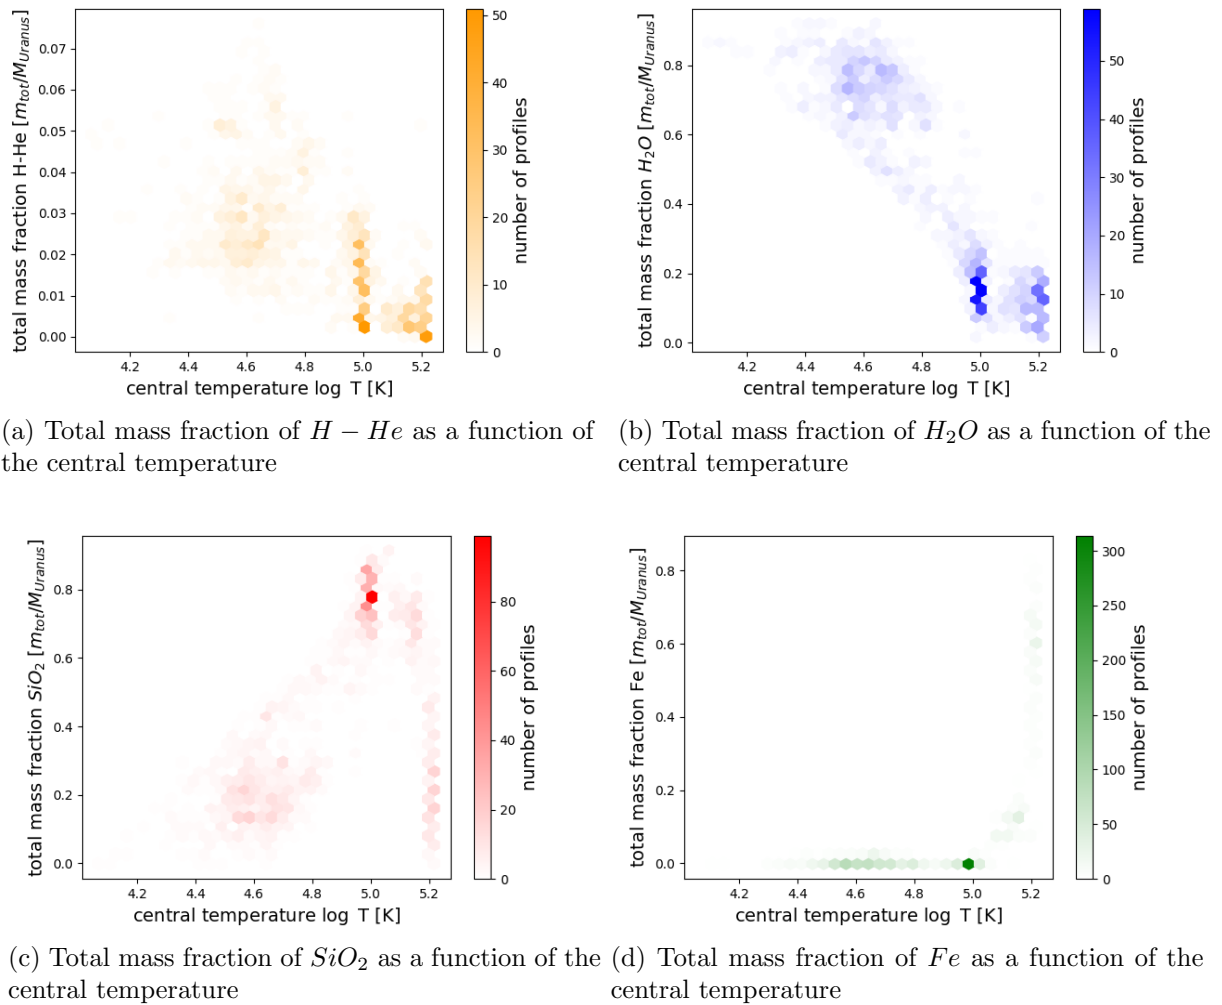 total mass fraction H-He [m_tot/M_Uranus]
0.07
0.06
0.05
0.04
0.03
0.02
0.01
0.00
4.2 4.4 4.6 4.8 5.0 5.2
central temperature log T [K]
50
40
30
20
10
0
number of profiles
total mass fraction H₂O [m_tot/M_Uranus]
0.8
0.6
0.4
0.2
0.0
4.2 4.4 4.6 4.8 5.0 5.2
central temperature log T [K]
50
40
30
20
10
0
number of profiles
(a) Total mass fraction of H − He as a function of
the central temperature
(b) Total mass fraction of H₂O as a function of the
central temperature
total mass fraction SiO₂ [m_tot/M_Uranus]
0.8
0.6
0.4
0.2
0.0
4.2 4.4 4.6 4.8 5.0 5.2
central temperature log T [K]
80
60
40
20
0
number of profiles
total mass fraction Fe [m_tot/M_Uranus]
0.8
0.6
0.4
0.2
0.0
4.2 4.4 4.6 4.8 5.0 5.2
central temperature log T [K]
300
250
200
150
100
50
0
number of profiles
(c) Total mass fraction of SiO₂ as a function of the
central temperature
(d) Total mass fraction of Fe as a function of the
central temperature